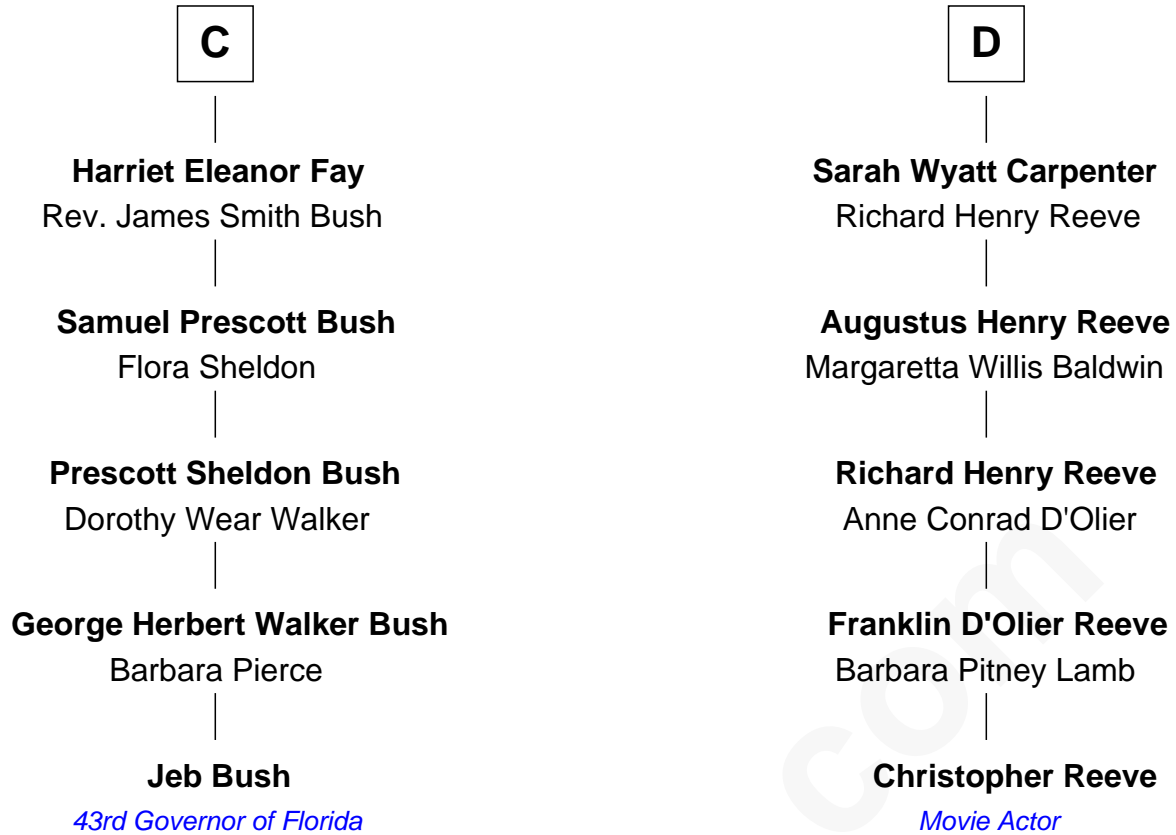 C
Harriet Eleanor Fay
Rev. James Smith Bush
Samuel Prescott Bush
Flora Sheldon
Prescott Sheldon Bush
Dorothy Wear Walker
George Herbert Walker Bush
Barbara Pierce
Jeb Bush
43rd Governor of Florida
D
Sarah Wyatt Carpenter
Richard Henry Reeve
Augustus Henry Reeve
Margaretta Willis Baldwin
Richard Henry Reeve
Anne Conrad D'Olier
Franklin D'Olier Reeve
Barbara Pitney Lamb
Christopher Reeve
Movie Actor
com